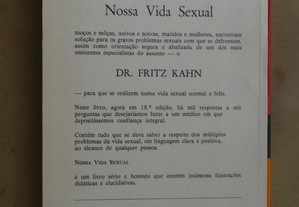 Nossa Vida Sexual
moços e môças, noivos e noivas, maridos e mulheres, encontram
solução para os graves problemas sexuais com que se defrontam,
assim como orientação segura e abalizada de um dos mais
eminentes especialistas do assunto — o
DR. FRITZ KAHN
— para que se realizem numa vida sexual normal e feliz.
Neste livro, agora em 18.ª edição, há mil respostas a mil
perguntas que desejaríamos fazer a um médico em que
depositássemos confiança integral.
Contém tudo que se deve saber a respeito dos múltiplos
problemas da vida sexual, em linguagem clara e positiva,
ao alcance de qualquer pessoa.
NOSSA VIDA SEXUAL
é um livro sério e honesto que contém inúmeras ilustrações
didáticas e elucidativas.